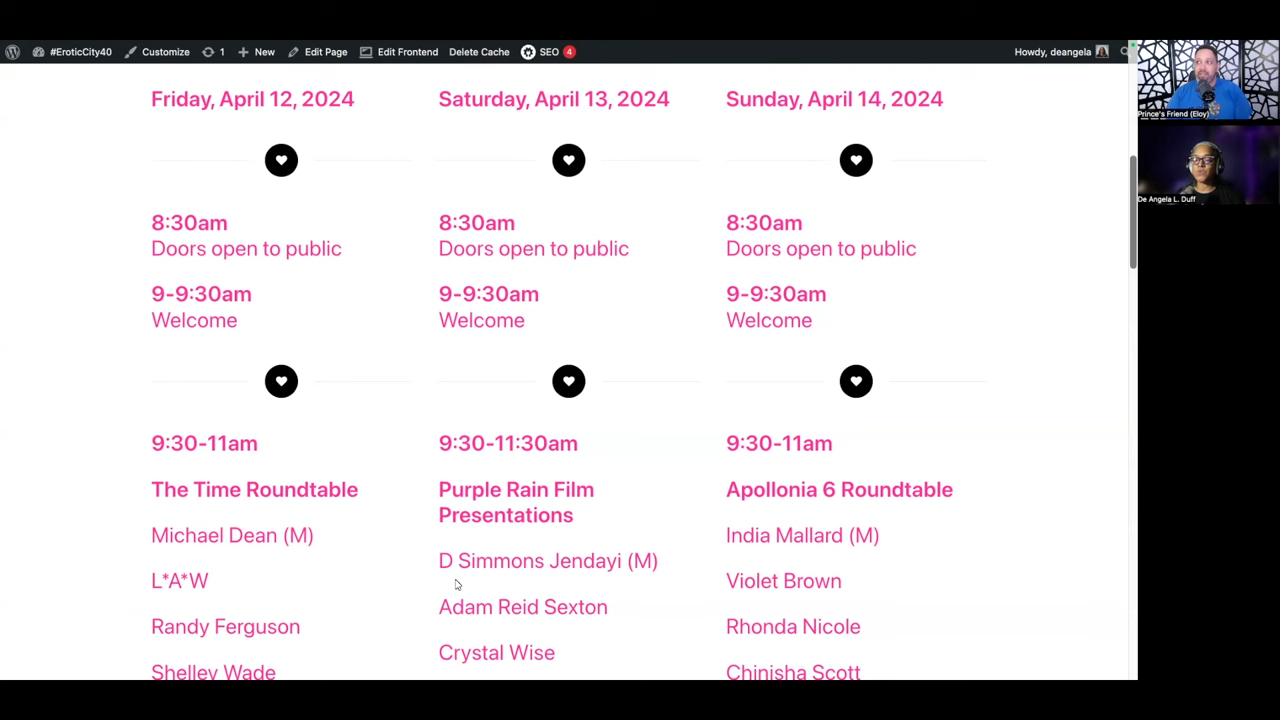 #EroticCity40 Customize 1 New Edit Page Edit Frontend Delete Cache SEO 4 Howdy, deangela
Prince's Friend (Eloy)
De Angela L. Duff
Friday, April 12, 2024
8:30am
Doors open to public
9-9:30am
Welcome
9:30-11am
The Time Roundtable
Michael Dean (M)
L*A*W
Randy Ferguson
Shelley Wade
Saturday, April 13, 2024
8:30am
Doors open to public
9-9:30am
Welcome
9:30-11:30am
Purple Rain Film
Presentations
D Simmons Jendayi (M)
Adam Reid Sexton
Crystal Wise
Sunday, April 14, 2024
8:30am
Doors open to public
9-9:30am
Welcome
9:30-11am
Apollonia 6 Roundtable
India Mallard (M)
Violet Brown
Rhonda Nicole
Chinisha Scott